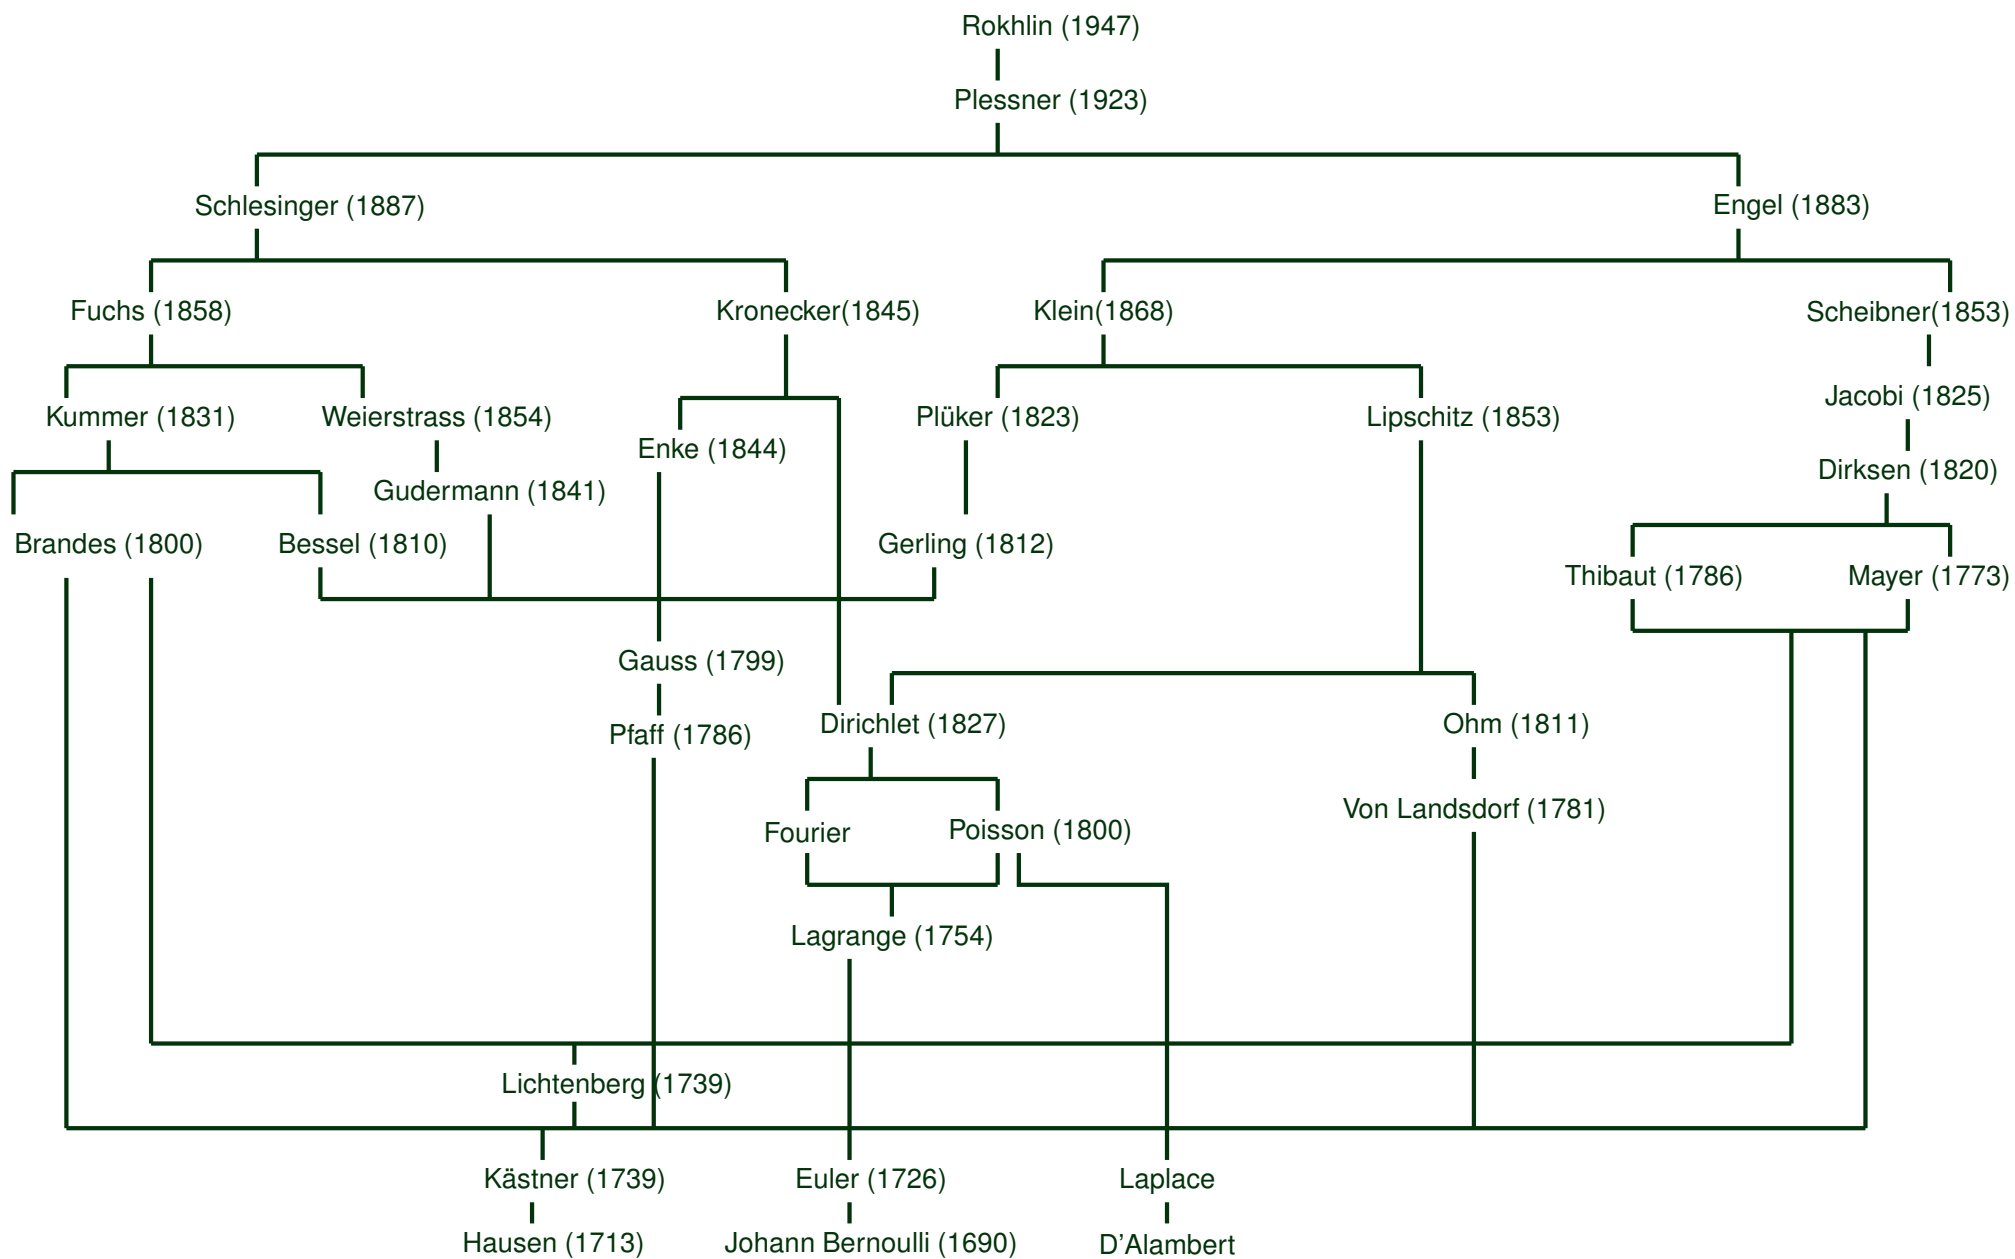 Rokhlin (1947)
Plessner (1923)
Schlesinger (1887)
Engel (1883)
Fuchs (1858)
Kronecker(1845)
Klein(1868)
Scheibner(1853)
Kummer (1831)
Weierstrass (1854)
Plüker (1823)
Lipschitz (1853)
Jacobi (1825)
Enke (1844)
Dirksen (1820)
Gudermann (1841)
Brandes (1800)
Bessel (1810)
Gerling (1812)
Thibaut (1786)
Mayer (1773)
Gauss (1799)
Dirichlet (1827)
Ohm (1811)
Pfaff (1786)
Von Landsdorf (1781)
Fourier
Poisson (1800)
Lagrange (1754)
Lichtenberg (1739)
Kästner (1739)
Euler (1726)
Laplace
Hausen (1713)
Johann Bernoulli (1690)
D'Alambert